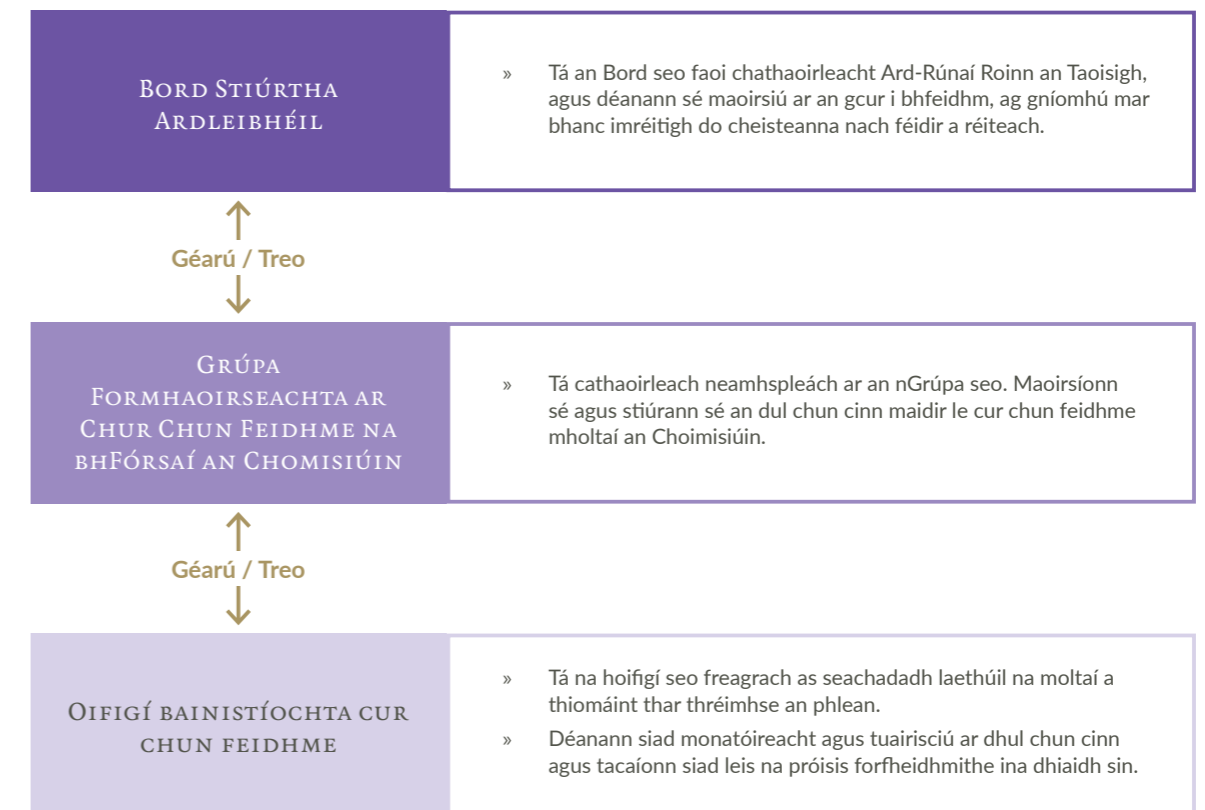 BORD STIÚRTHA
ARDLEIBHÉIL
» Tá an Bord seo faoi chathaoirleacht Ard-Rúnaí Roinn an Taoisigh,
agus déanann sé maoirsiú ar an gcur i bhfeidhm, ag gníomhú mar
bhanc imréitigh do cheisteanna nach féidir a réiteach.
Géarú / Treo
GRÚPA
FORMHAOIRSEACHTA AR
CHUR CHUN FEIDHME NA
BHFÓRSAÍ AN CHOMISIÚIN
» Tá cathaoirleach neamhspleách ar an nGrúpa seo. Maoirsíonn
sé agus stiúrann sé an dul chun cinn maidir le cur chun feidhme
mholtaí an Choimisiúin.
Géarú / Treo
OIFIGÍ BAINISTÍOCHTA CUR
CHUN FEIDHME
» Tá na hoifigí seo freagrach as seachadadh laethúil na moltaí a
thiomáint thar thréimhse an phlean.
» Déanann siad monatóireacht agus tuairisciú ar dhul chun cinn
agus tacaíonn siad leis na próisis forfheidhmithe ina dhiaidh sin.